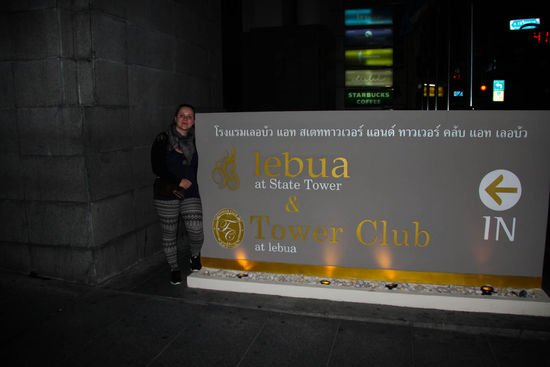 STARBUCKS
COFFEE
โรงแรมเลอบัว แอท สเตททาวเวอร์ แอนด์ ทาวเวอร์ คลับ แอท เลอบัว
lebua
at State Tower
&
Tower Club
at lebua
IN